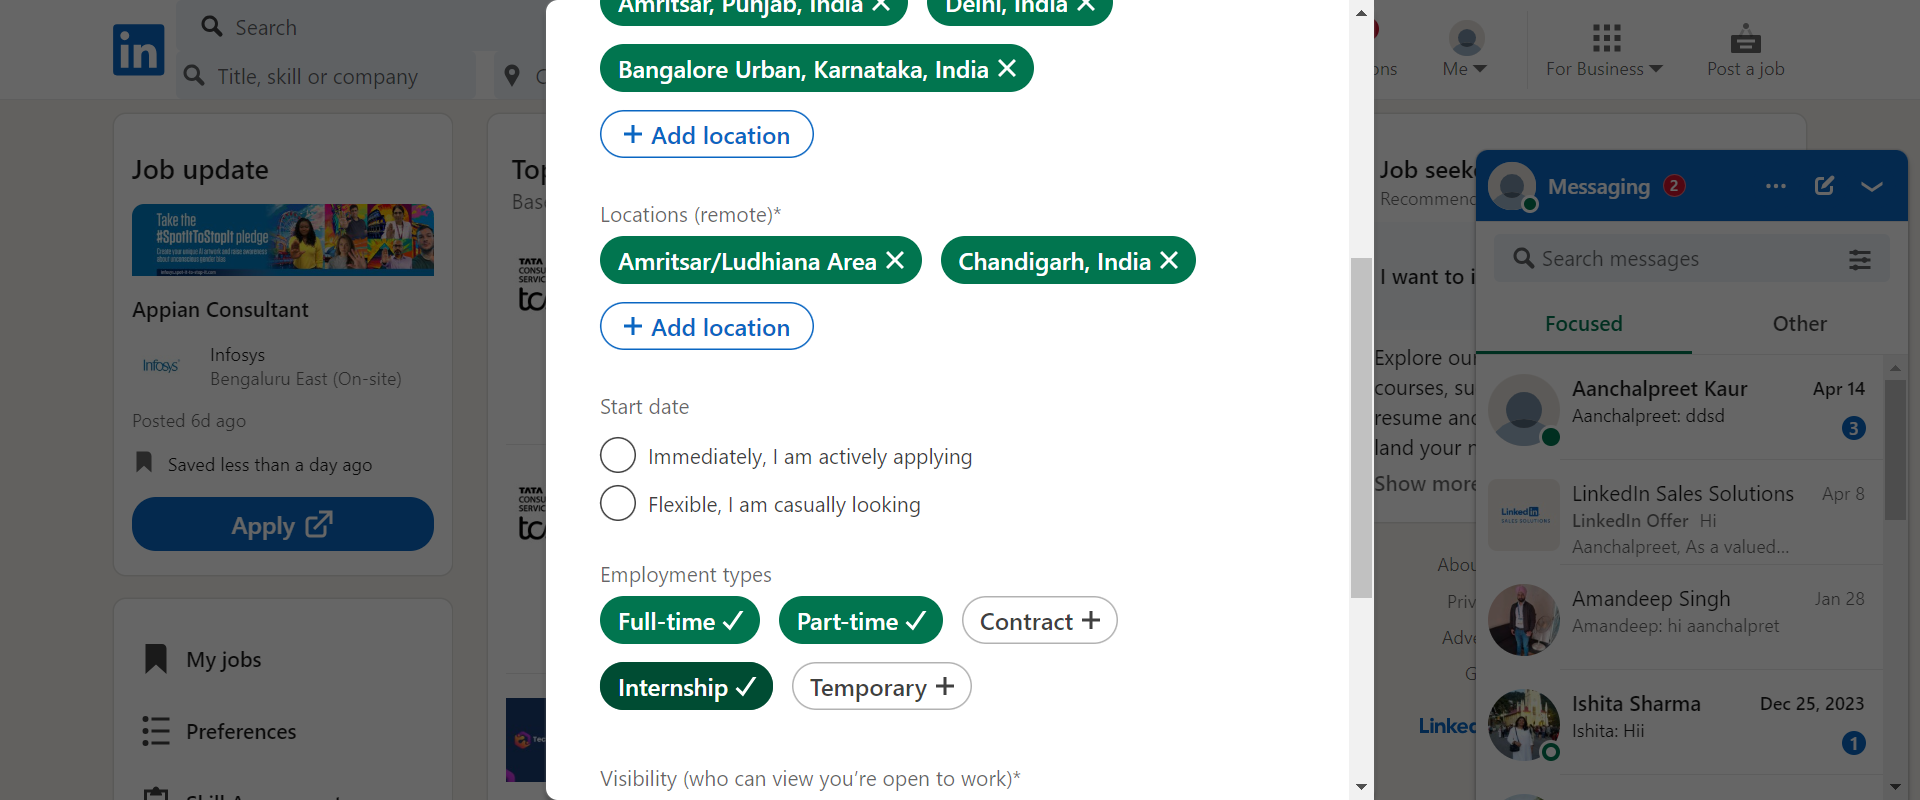 Search
Title, skill or company
Me
For Business
Post a job
Job update
Take the
#SpotItToStopIt pledge
Appian Consultant
Infosys
Infosys
Bengaluru East (On-site)
Posted 6d ago
Saved less than a day ago
Apply
My jobs
Preferences
Amritsar, Punjab, India
Delhi, India
Bangalore Urban, Karnataka, India
+ Add location
Locations (remote)*
Amritsar/Ludhiana Area
Chandigarh, India
+ Add location
Start date
Immediately, I am actively applying
Flexible, I am casually looking
Employment types
Full-time
Part-time
Contract +
Internship
Temporary +
Visibility (who can view you’re open to work)*
Job seek
Recommend
I want to i
Explore ou
courses, su
resume and
land your n
Show more
Messaging 2
Search messages
Focused
Other
Aanchalpreet Kaur Apr 14
Aanchalpreet: ddsd
3
LinkedIn Sales Solutions Apr 8
LinkedIn Offer Hi
Aanchalpreet, As a valued...
LinkedIn
SALES SOLUTIONS
Amandeep Singh Jan 28
Amandeep: hi aanchalpret
Ishita Sharma Dec 25, 2023
Ishita: Hii
1